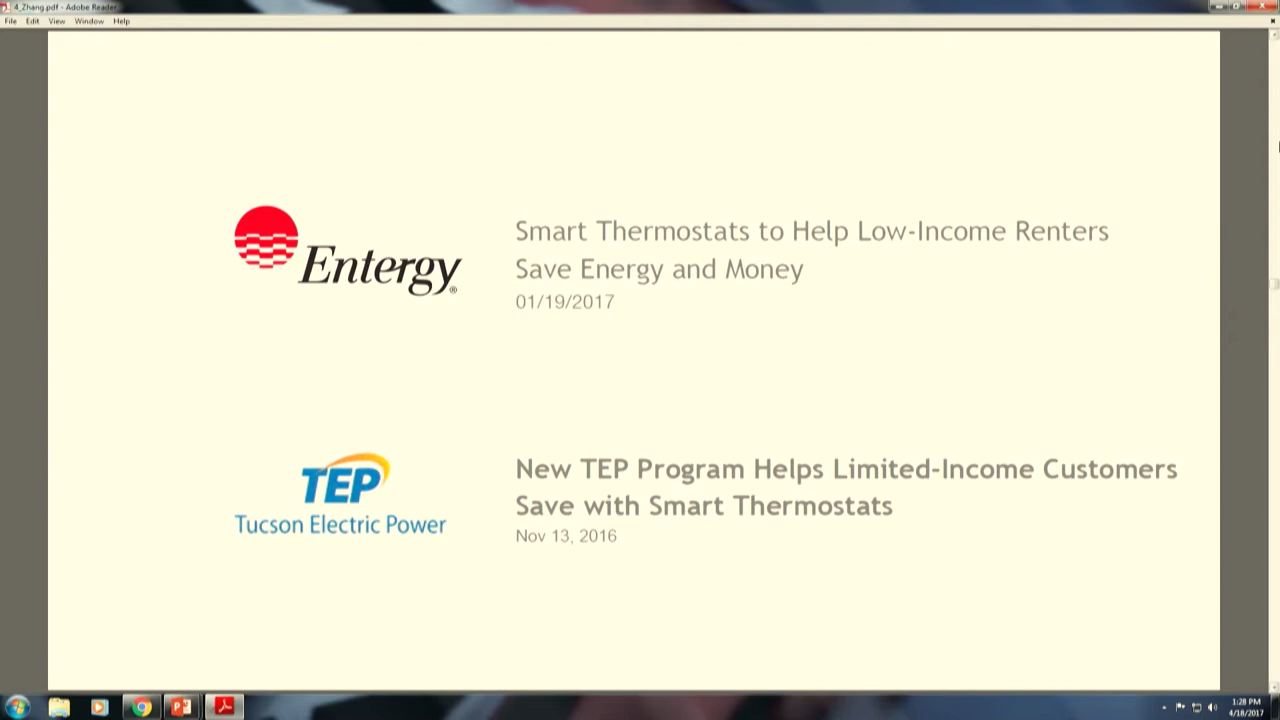 4_Zhang.pdf - Adobe Reader
File Edit View Window Help
Entergy®
Smart Thermostats to Help Low-Income Renters
Save Energy and Money
01/19/2017
TEP
Tucson Electric Power
New TEP Program Helps Limited-Income Customers
Save with Smart Thermostats
Nov 13, 2016
1:28 PM
4/18/2017